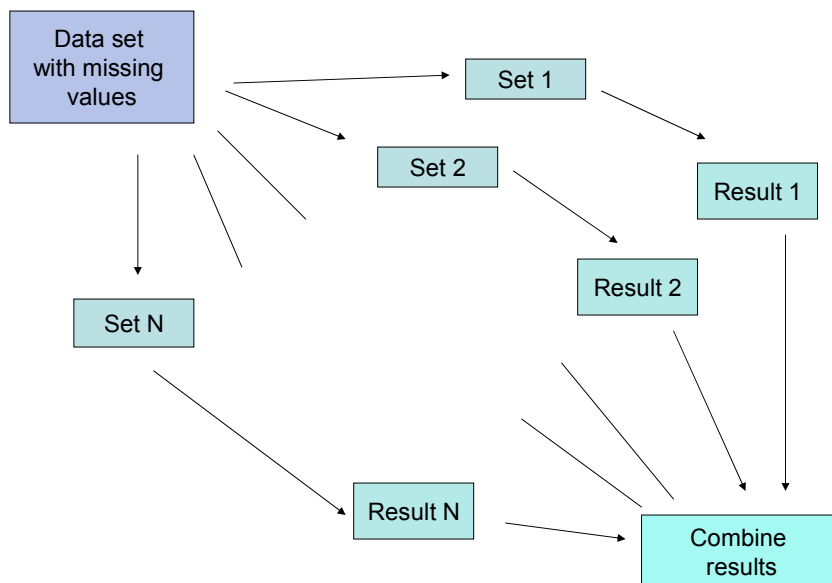 Data set
with missing
values
Set 1
Set 2
Result 1
Result 2
Set N
Result N
Combine
results